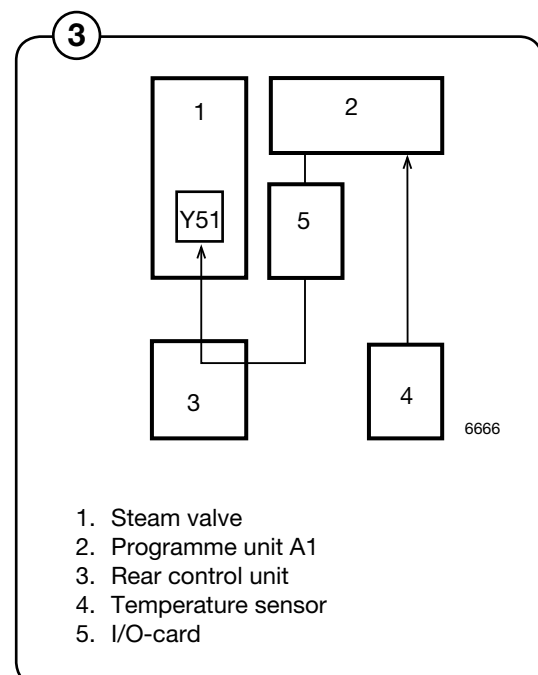 3
1
2
Y51
5
3
4
6666
1. Steam valve
2. Programme unit A1
3. Rear control unit
4. Temperature sensor
5. I/O-card